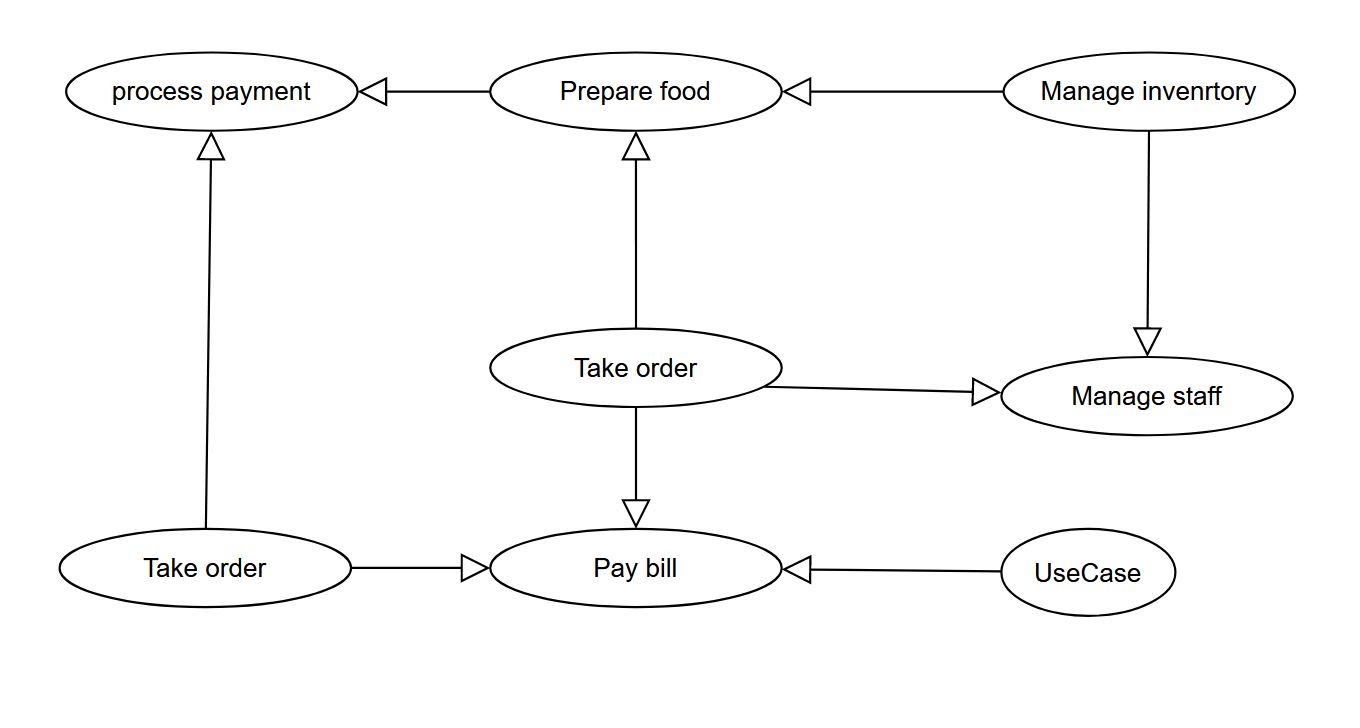 process payment
Prepare food
Manage invenrtory
Take order
Manage staff
Take order
Pay bill
UseCase